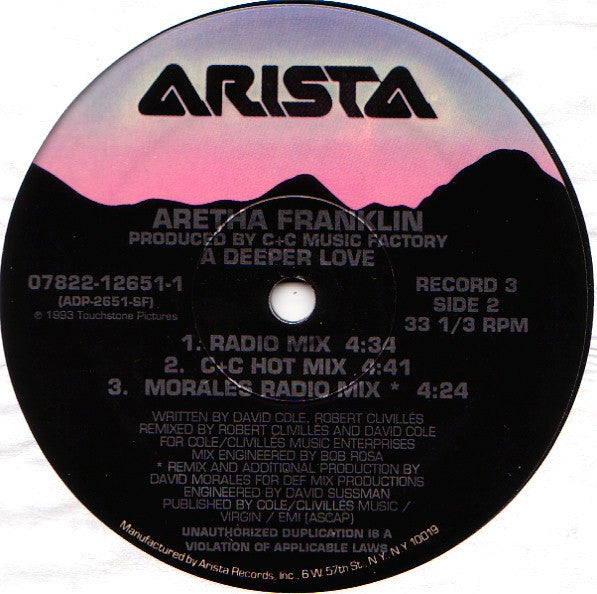 ARISTA
ARETHA FRANKLIN
PRODUCED BY C+C MUSIC FACTORY
A DEEPER LOVE
07822-12651-1
(ADP-2651-SF)
℗ 1993 Touchstone Pictures
RECORD 3
SIDE 2
33 1/3 RPM
1. RADIO MIX 4:34
2. C+C HOT MIX 4:41
3. MORALES RADIO MIX * 4:24
WRITTEN BY DAVID COLE, ROBERT CLIVILLÉS
REMIXED BY ROBERT CLIVILLÉS AND DAVID COLE
FOR COLE/CLIVILLÉS MUSIC ENTERPRISES
MIX ENGINEERED BY BOB ROSA
* REMIX AND ADDITIONAL PRODUCTION BY
DAVID MORALES FOR DEF MIX PRODUCTIONS
ENGINEERED BY DAVID SUSSMAN
PUBLISHED BY COLE/CLIVILLÉS MUSIC /
VIRGIN / EMI (ASCAP)
UNAUTHORIZED DUPLICATION IS A
VIOLATION OF APPLICABLE LAWS
Manufactured by Arista Records, Inc., 6 W. 57th St., N.Y., N.Y. 10019